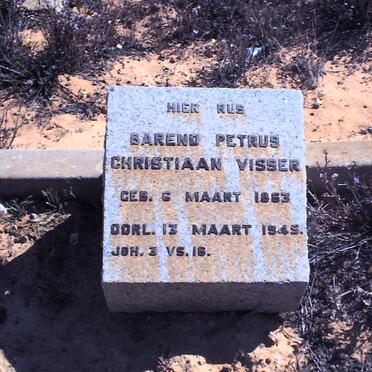 HIER RUS
BAREND PETRUS
CHRISTIAAN VISSER
GEB. 6 MAART 1863
OORL. 13 MAART 1945.
JOH. 3 VS. 16.